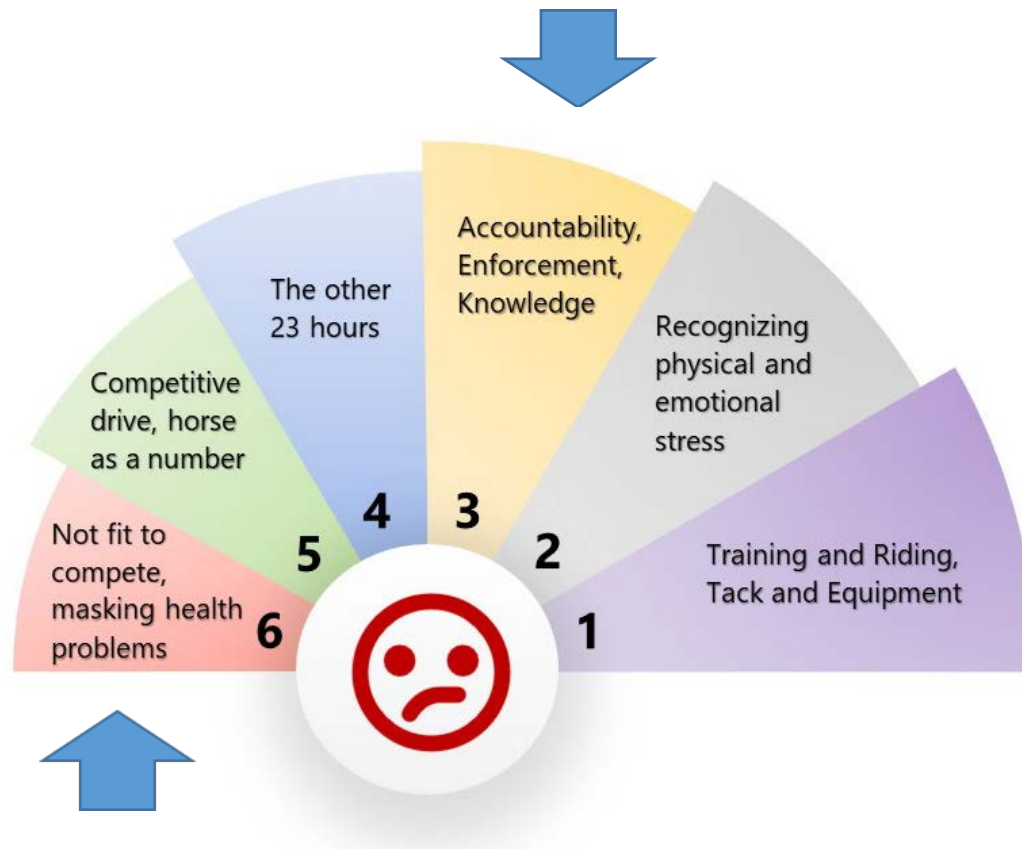 Accountability,
Enforcement,
Knowledge
The other
23 hours
Recognizing
physical and
emotional
stress
Competitive
drive, horse
as a number
Not fit to
compete,
masking health
problems
Training and Riding,
Tack and Equipment
6
5
4
3
2
1